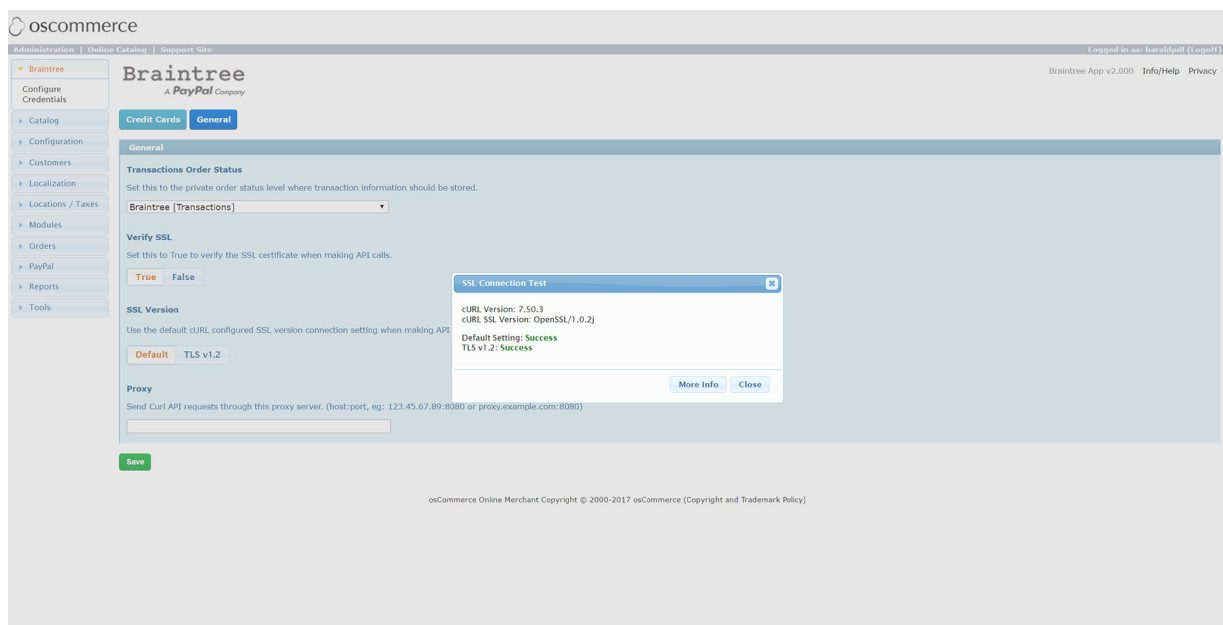 oscommerce
Administration | Online Catalog | Support Site
Logged in as: haraldpdl (Logoff)
Braintree
Configure
Credentials
Catalog
Configuration
Customers
Localization
Locations / Taxes
Modules
Orders
PayPal
Reports
Tools
Braintree
A PayPal Company
Braintree App v2.000 Info/Help Privacy
Credit Cards General
General
Transactions Order Status
Set this to the private order status level where transaction information should be stored.
Braintree [Transactions]
Verify SSL
Set this to True to verify the SSL certificate when making API calls.
True False
SSL Version
Use the default cURL configured SSL version connection setting when making API
Default TLS v1.2
Proxy
Send Curl API requests through this proxy server. (host:port, eg: 123.45.67.89:8080 or proxy.example.com:8080)
Save
SSL Connection Test
cURL Version: 7.50.3
cURL SSL Version: OpenSSL/1.0.2j
Default Setting: Success
TLS v1.2: Success
More Info Close
osCommerce Online Merchant Copyright © 2000-2017 osCommerce (Copyright and Trademark Policy)